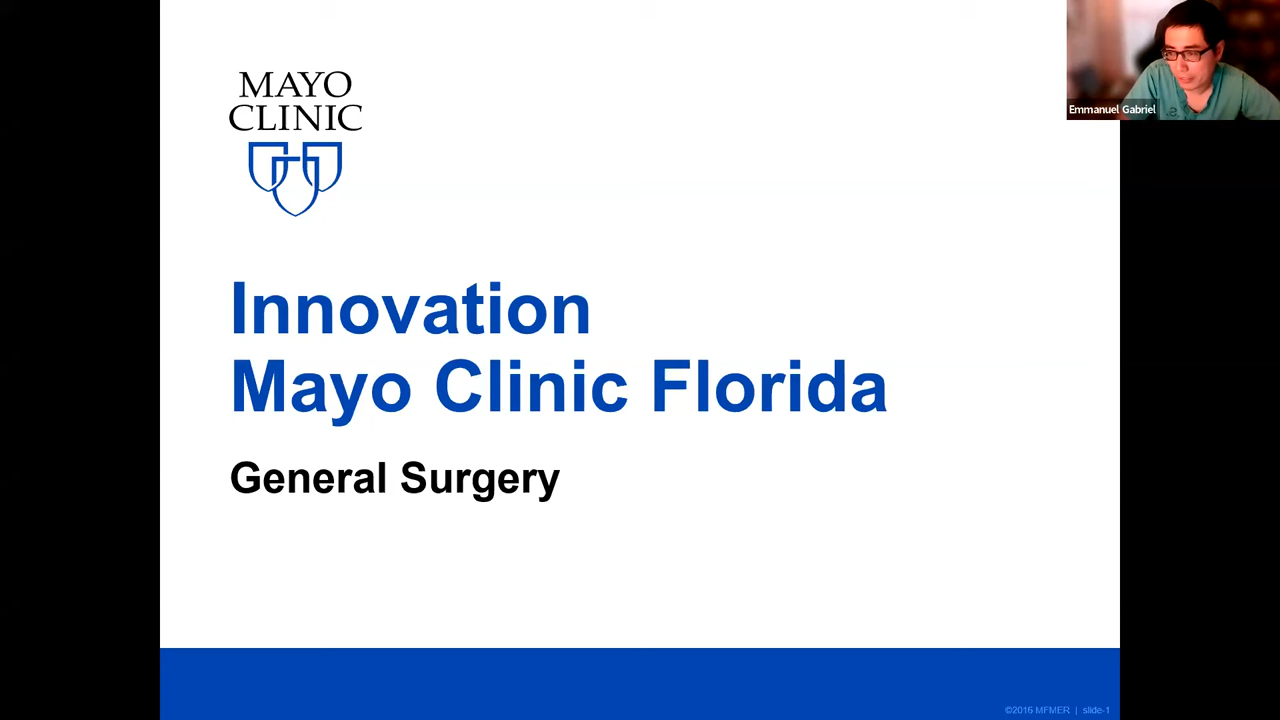 MAYO
CLINIC
Emmanuel Gabriel
Innovation
Mayo Clinic Florida
General Surgery
©2016 MFMER | slide-1